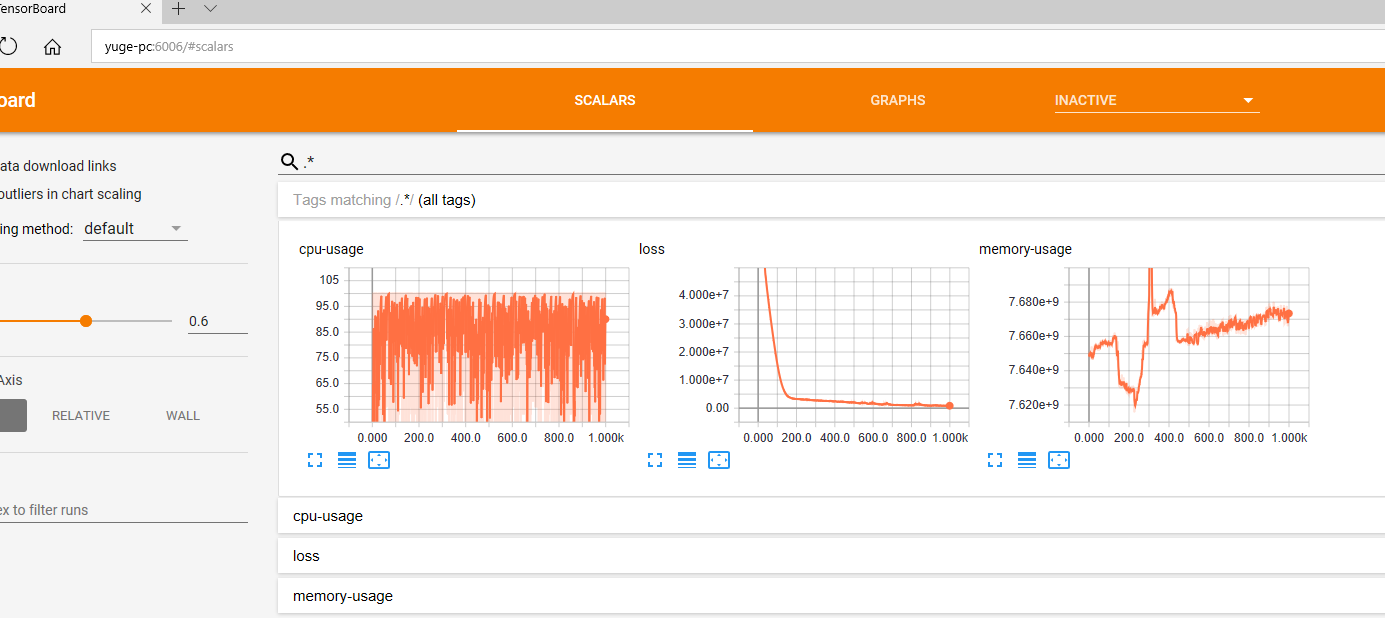 TensorBoard
yuge-pc:6006/#scalars
oard
SCALARS
GRAPHS
INACTIVE
ata download links
outliers in chart scaling
ing method: default
0.6
Axis
RELATIVE
WALL
ex to filter runs
.*
Tags matching /.*/ (all tags)
cpu-usage
105
95.0
85.0
75.0
65.0
55.0
0.000 200.0 400.0 600.0 800.0 1.000k
loss
4.000e+7
3.000e+7
2.000e+7
1.000e+7
0.00
0.000 200.0 400.0 600.0 800.0 1.000k
memory-usage
7.680e+9
7.660e+9
7.640e+9
7.620e+9
0.000 200.0 400.0 600.0 800.0 1.000k
cpu-usage
loss
memory-usage